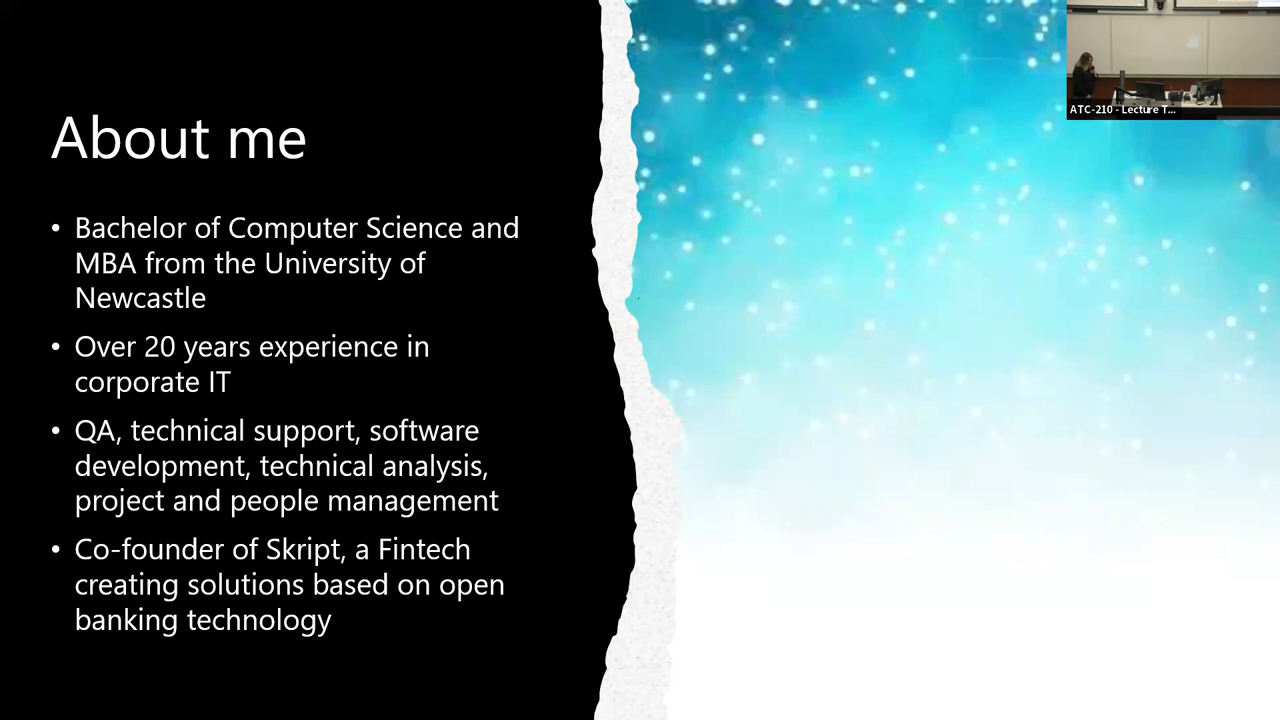 About me
• Bachelor of Computer Science and
MBA from the University of
Newcastle
• Over 20 years experience in
corporate IT
• QA, technical support, software
development, technical analysis,
project and people management
• Co-founder of Skript, a Fintech
creating solutions based on open
banking technology
ATC-210 - Lecture T...